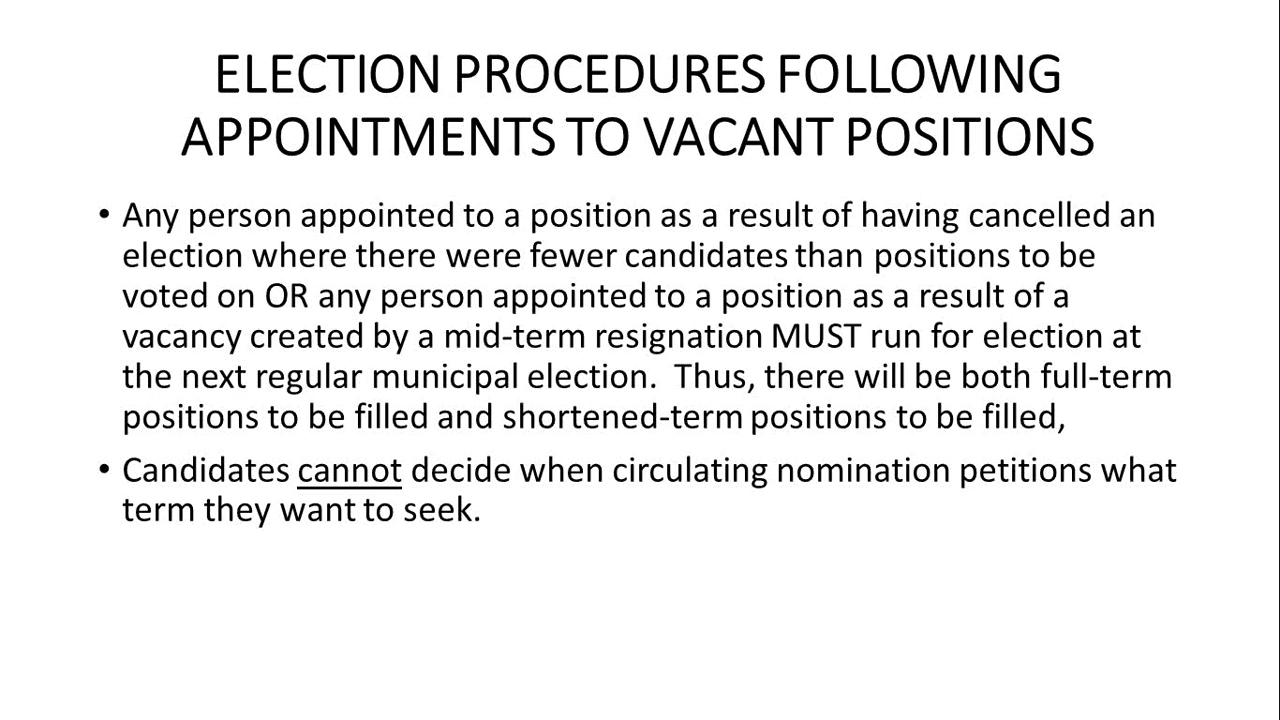 ELECTION PROCEDURES FOLLOWING
APPOINTMENTS TO VACANT POSITIONS
• Any person appointed to a position as a result of having cancelled an
election where there were fewer candidates than positions to be
voted on OR any person appointed to a position as a result of a
vacancy created by a mid-term resignation MUST run for election at
the next regular municipal election.  Thus, there will be both full-term
positions to be filled and shortened-term positions to be filled,
• Candidates cannot decide when circulating nomination petitions what
term they want to seek.